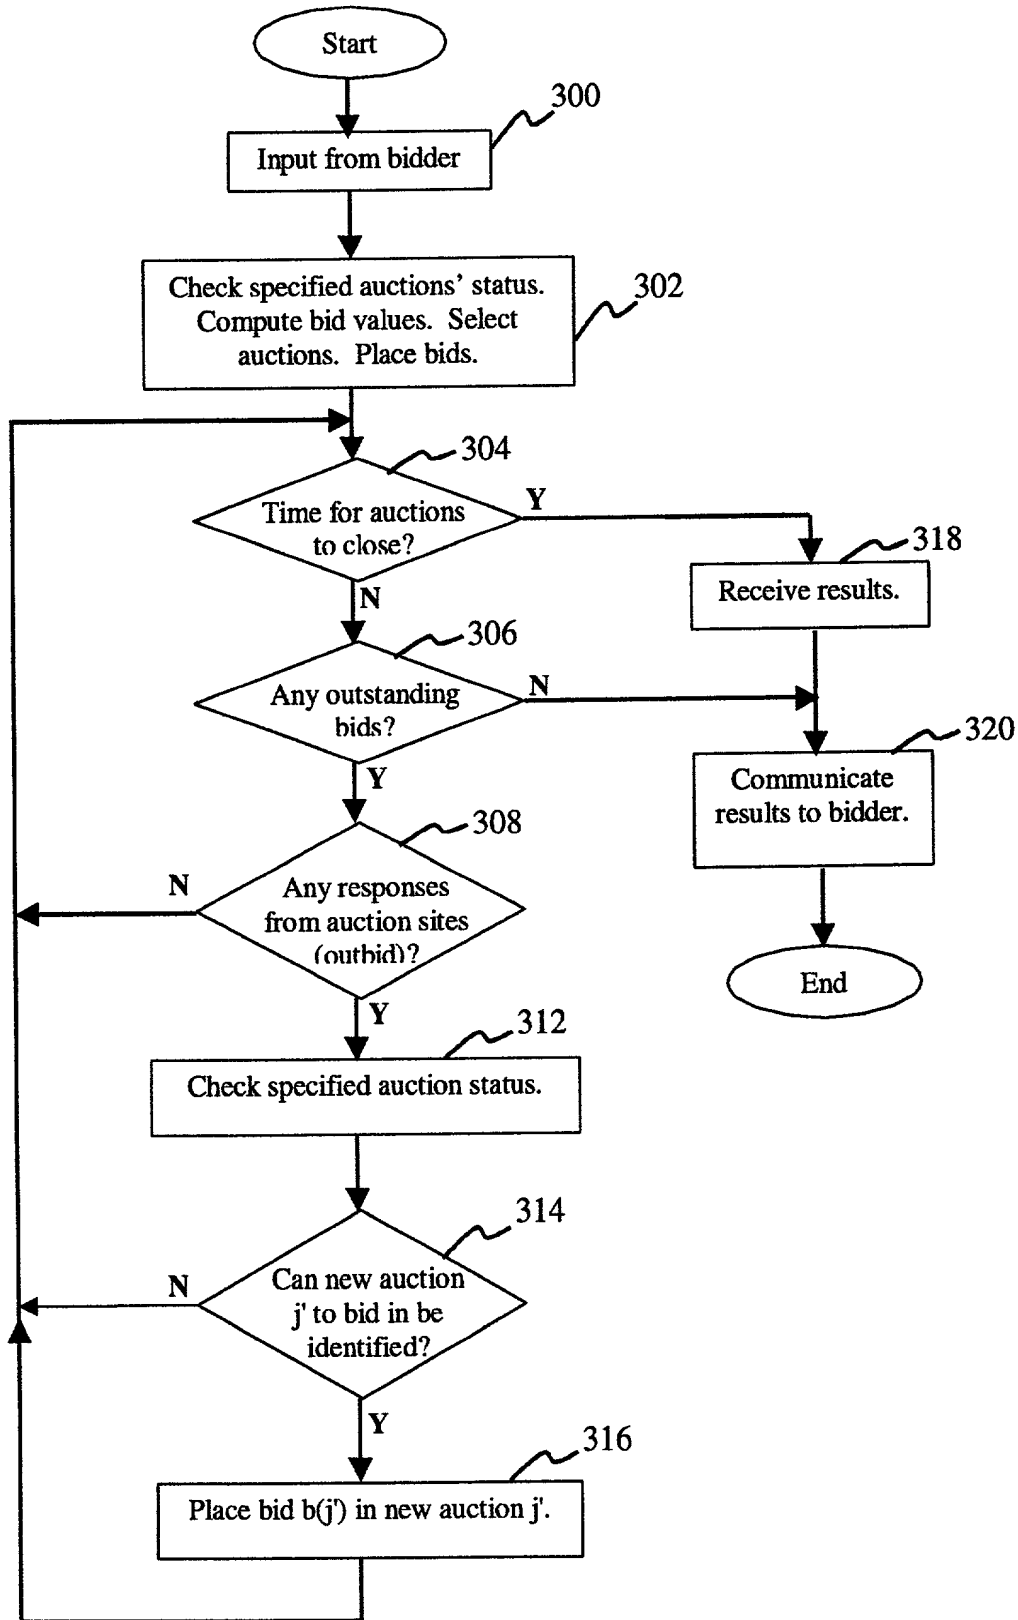 Start
300
Input from bidder
302
Check specified auctions' status.
Compute bid values. Select
auctions. Place bids.
304
Time for auctions
to close?
Y
N
318
Receive results.
306
Any outstanding
bids?
N
Y
320
Communicate
results to bidder.
308
Any responses
from auction sites
(outbid)?
N
Y
End
312
Check specified auction status.
314
Can new auction
j' to bid in be
identified?
N
Y
316
Place bid b(j') in new auction j'.